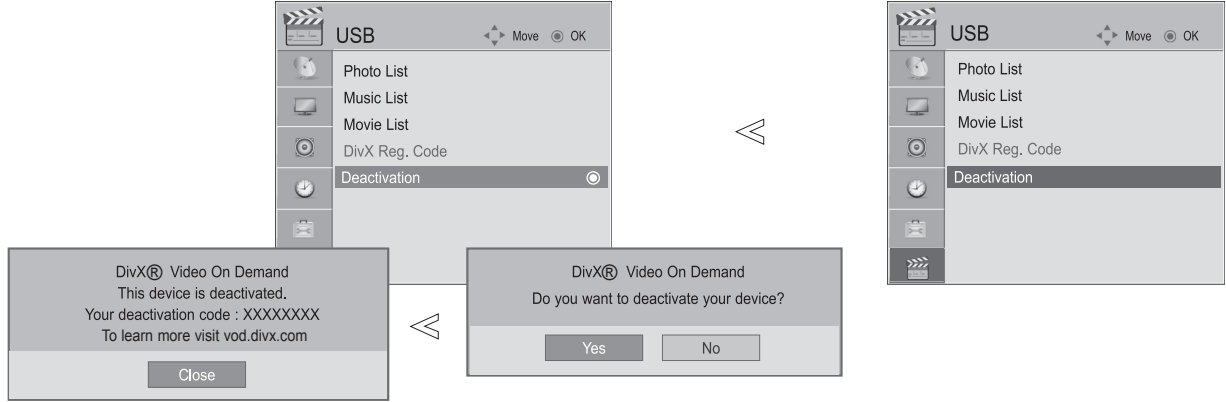 USB
Move
OK
Photo List
Music List
Movie List
DivX Reg. Code
Deactivation
USB
Move
OK
Photo List
Music List
Movie List
DivX Reg. Code
Deactivation
DivX® Video On Demand
This device is deactivated.
Your deactivation code : XXXXXXXX
To learn more visit vod.divx.com
Close
DivX® Video On Demand
Do you want to deactivate your device?
Yes
No